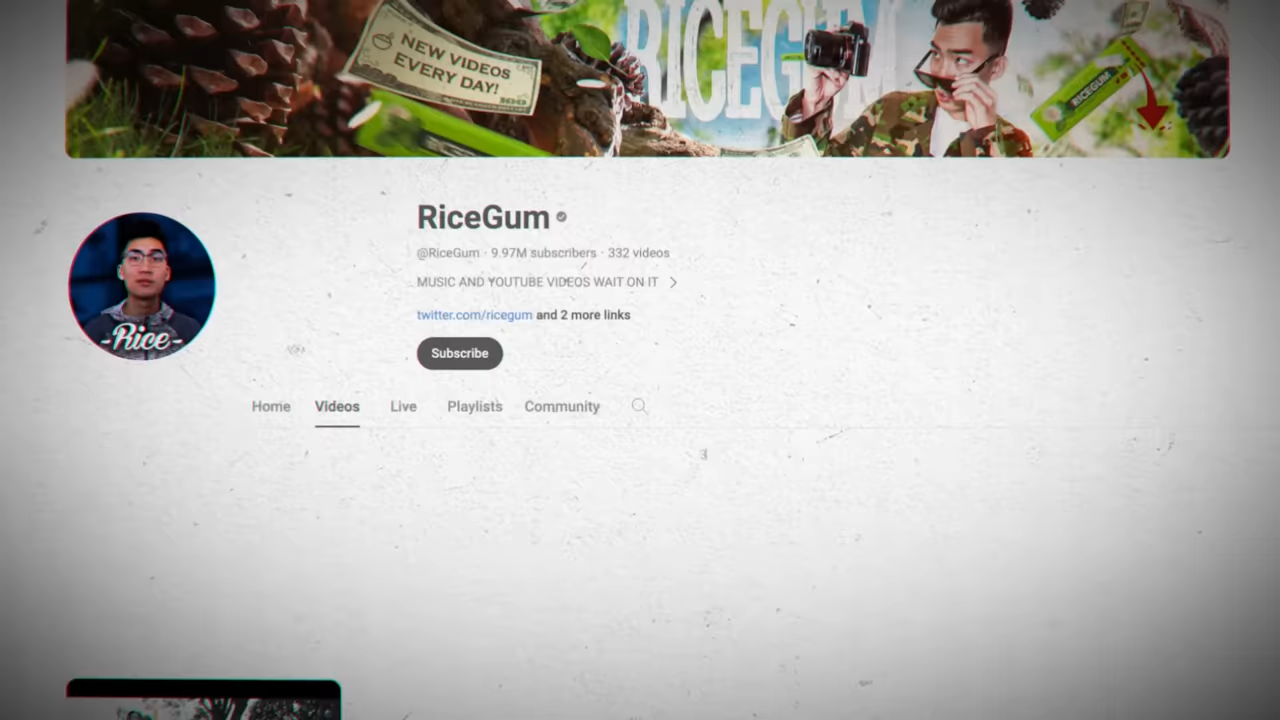 NEW VIDEOS
EVERY DAY!
100
RICEGUM
RICEGUM
-Rice-
RiceGum
@RiceGum · 9.97M subscribers · 332 videos
MUSIC AND YOUTUBE VIDEOS WAIT ON IT
twitter.com/ricegum and 2 more links
Subscribe
Home Videos Live Playlists Community